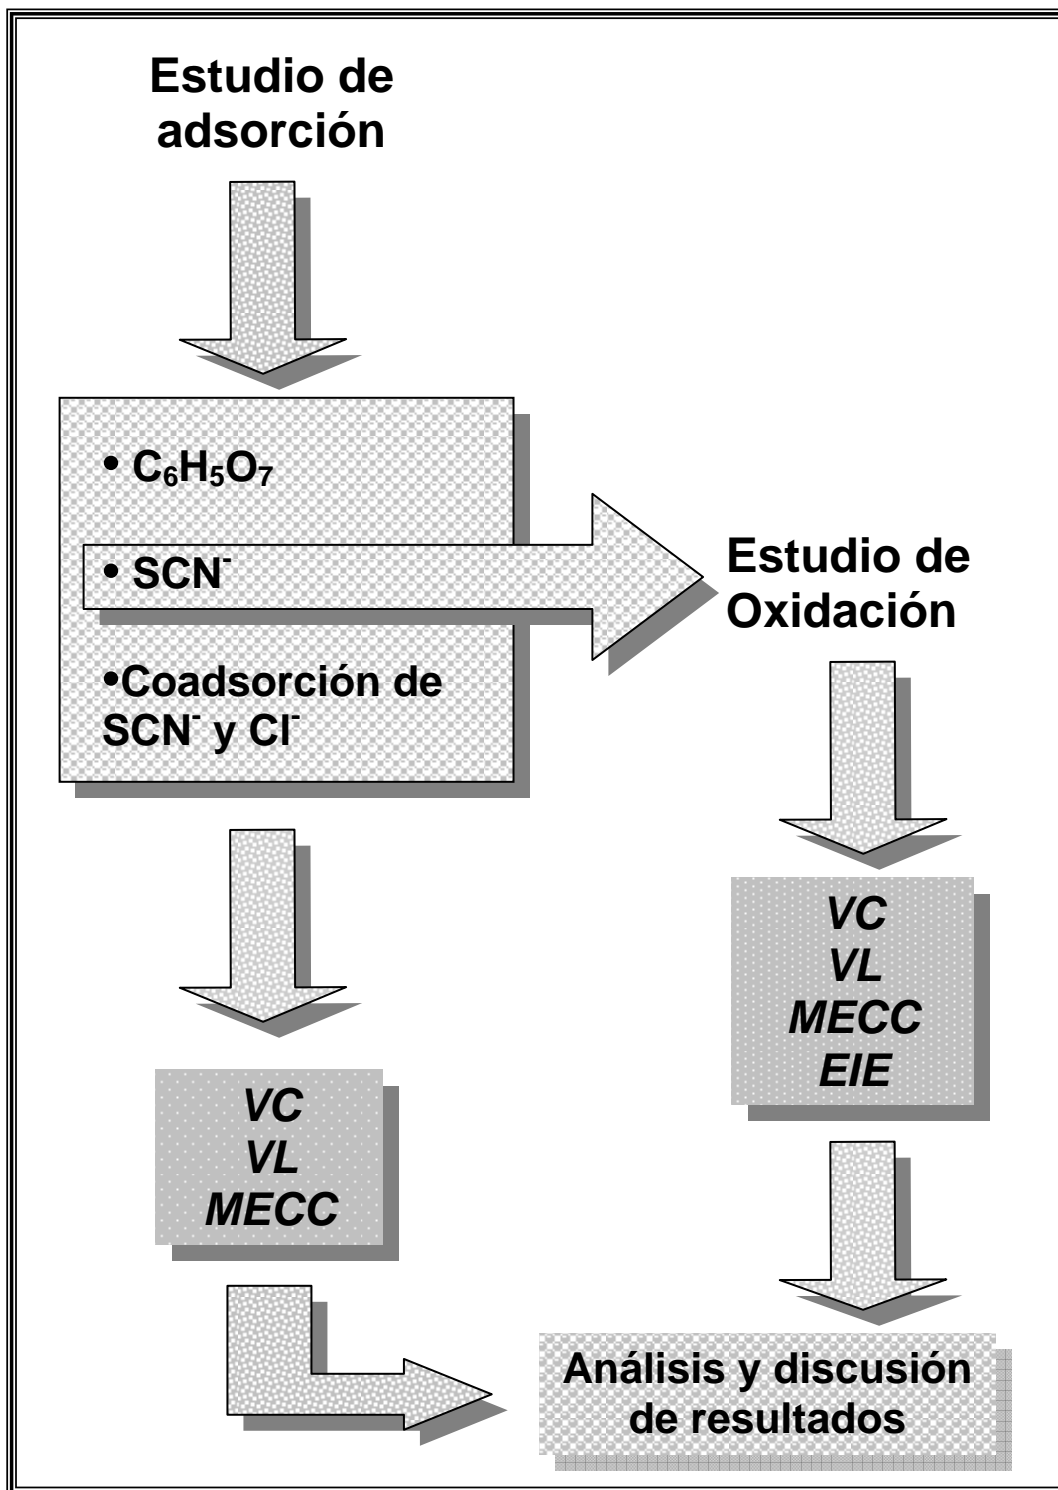 Estudio de
adsorción
• C₆H₅O₇
• SCN⁻
•Coadsorción de
SCN⁻ y Cl⁻
Estudio de
Oxidación
VC
VL
MECC
EIE
VC
VL
MECC
Análisis y discusión
de resultados